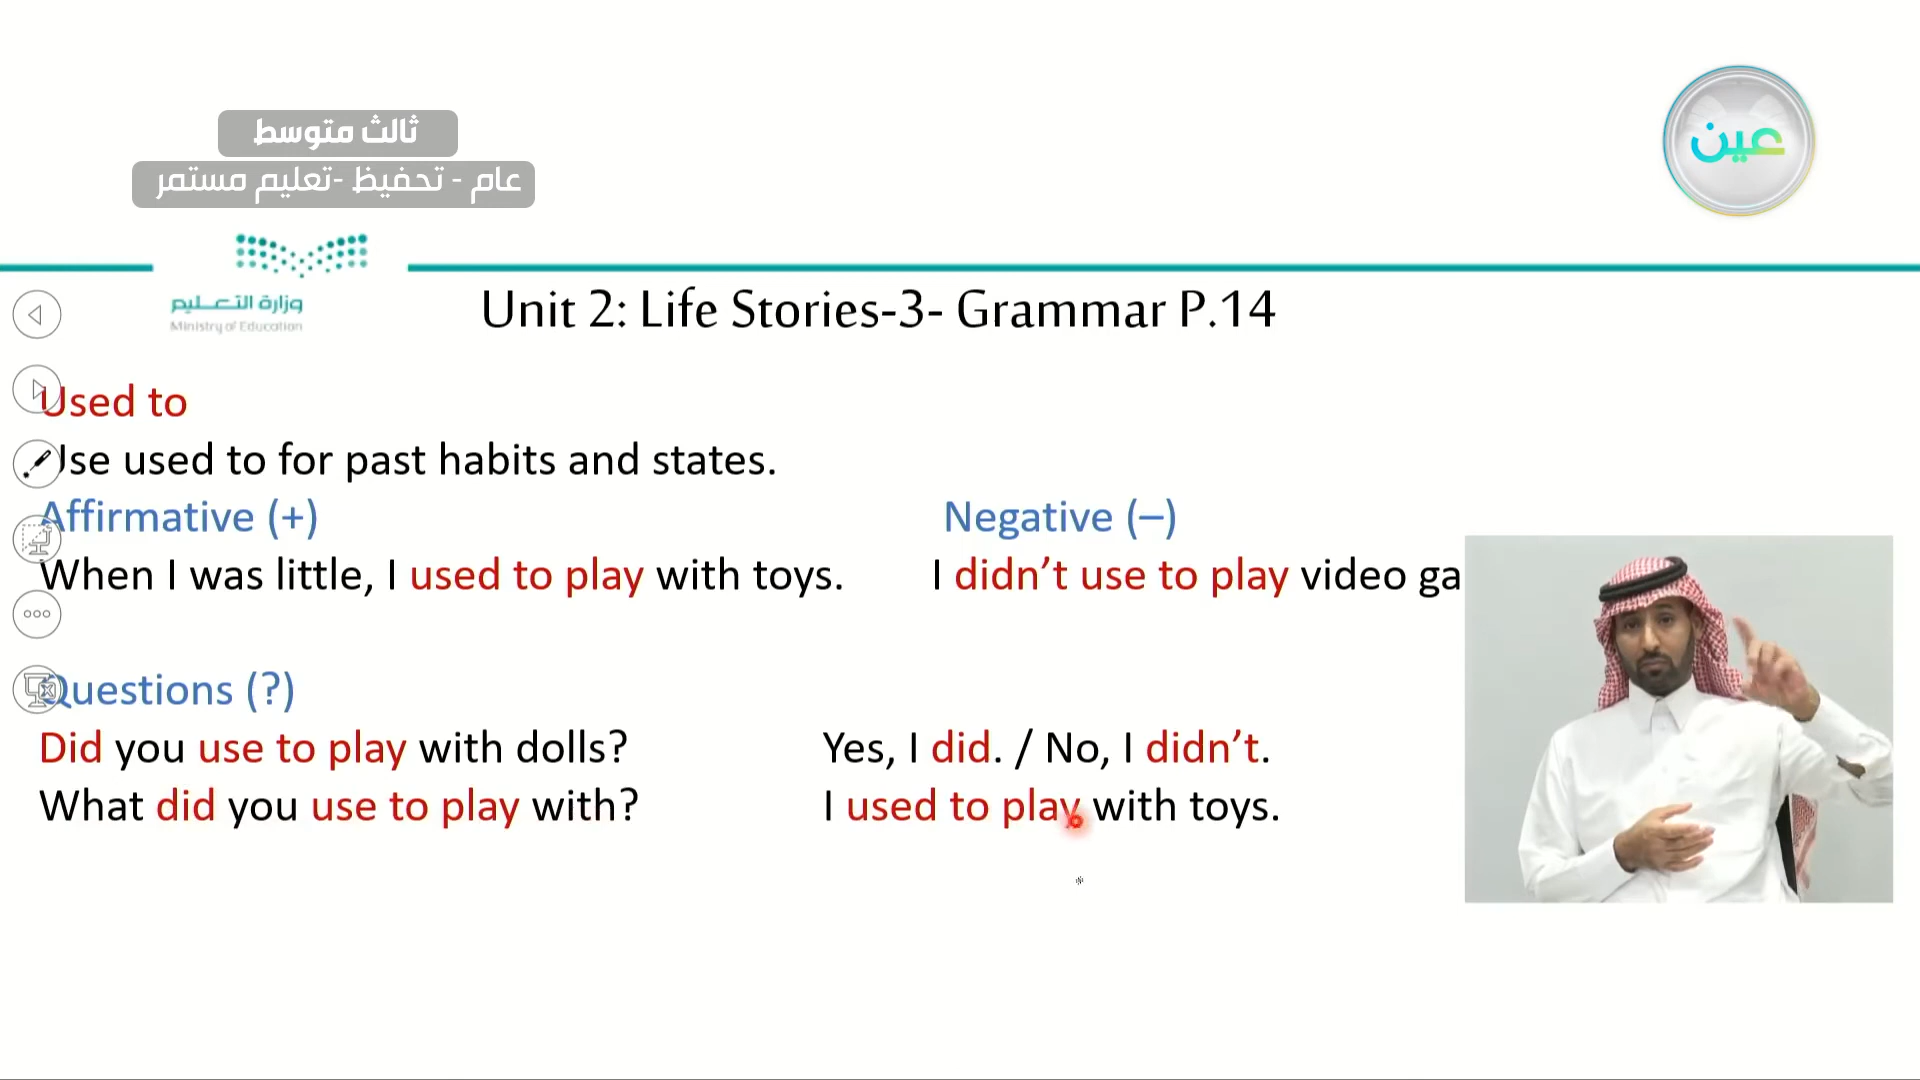 ثالث متوسط
عام - تحفيظ -تعليم مستمر
عين
وزارة التعليم
Ministry of Education
Unit 2: Life Stories-3- Grammar P.14
Used to
Use used to for past habits and states.
Affirmative (+) Negative (–)
When I was little, I used to play with toys. I didn’t use to play video ga
Questions (?)
Did you use to play with dolls? Yes, I did. / No, I didn’t.
What did you use to play with? I used to play with toys.